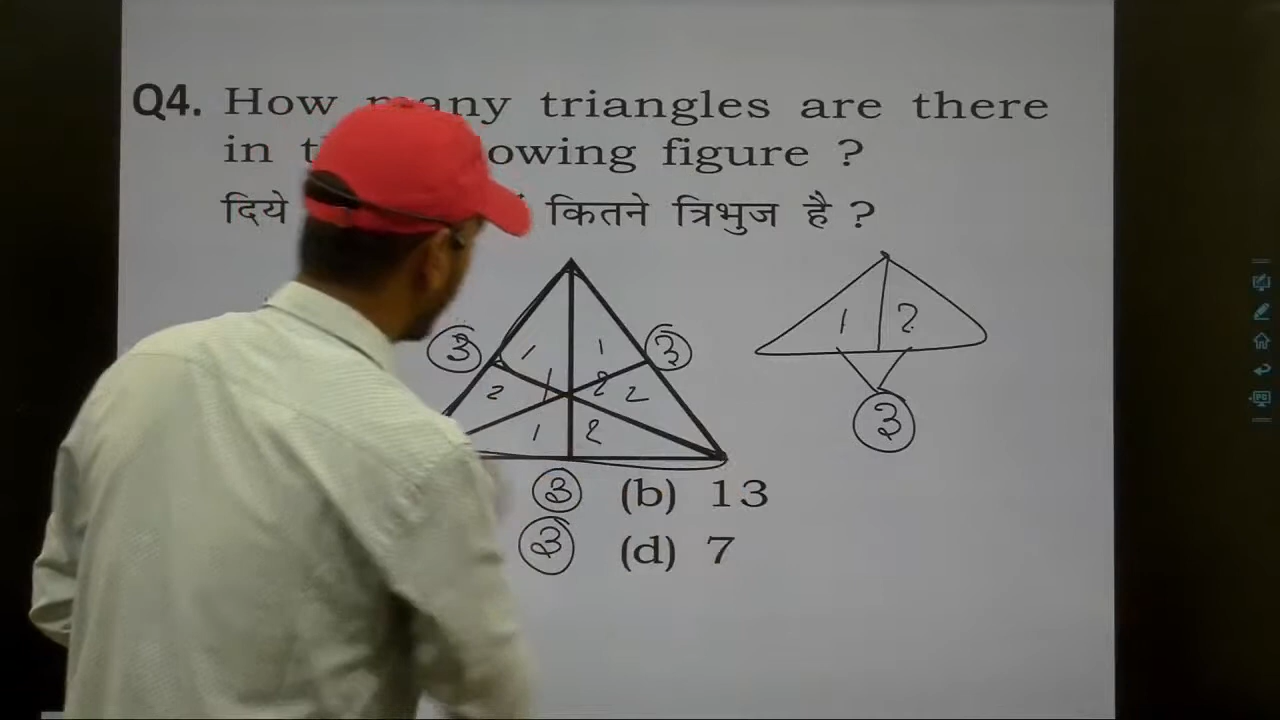 Q4. How many triangles are there
in owing figure ?
दिये कितने त्रिभुज है ?
3 1 1 3 1 2
2 1 2 2
1 2 3
3 (b) 13
3 (d) 7